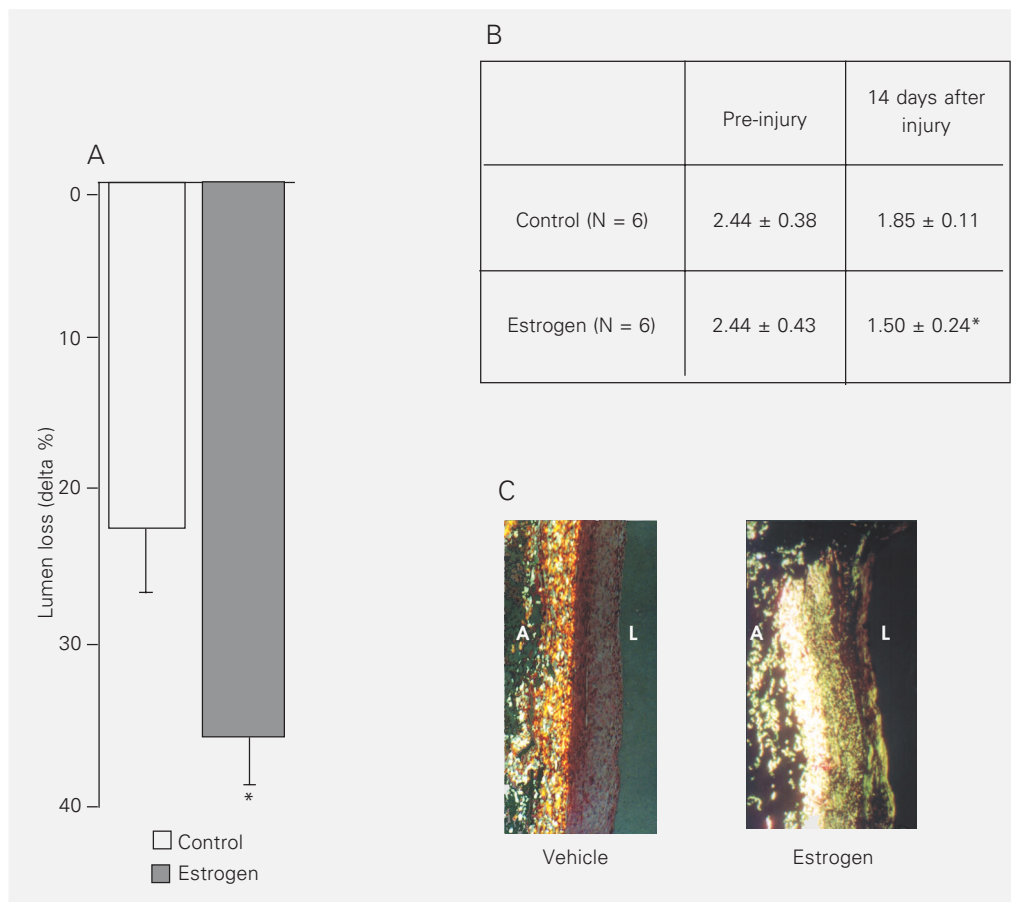 A
0
10
20
30
40
Lumen loss (delta %)
*
Control
Estrogen
B
Pre-injury
14 days after
injury
Control (N = 6) 2.44 ± 0.38 1.85 ± 0.11
Estrogen (N = 6) 2.44 ± 0.43 1.50 ± 0.24*
C
A L
A L
Vehicle
Estrogen